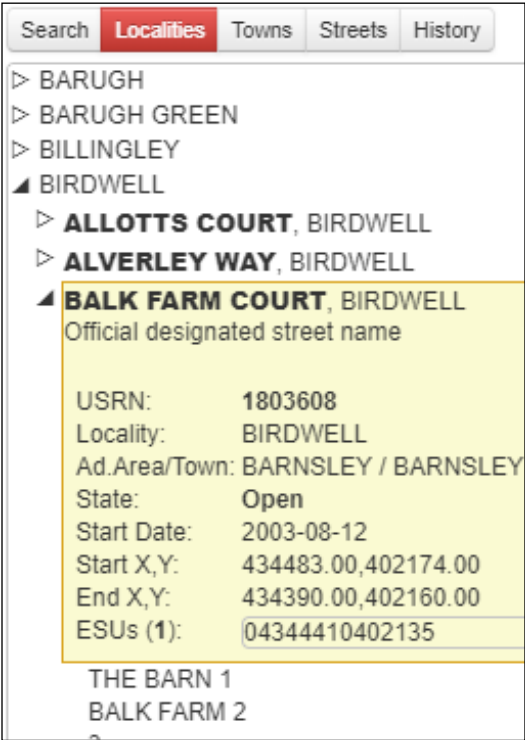 Search Localities Towns Streets History
BARUGH
BARUGH GREEN
BILLINGLEY
BIRDWELL
ALLOTTS COURT, BIRDWELL
ALVERLEY WAY, BIRDWELL
BALK FARM COURT, BIRDWELL
Official designated street name
USRN: 1803608
Locality: BIRDWELL
Ad.Area/Town: BARNSLEY / BARNSLEY
State: Open
Start Date: 2003-08-12
Start X,Y: 434483.00,402174.00
End X,Y: 434390.00,402160.00
ESUs (1): 04344410402135
THE BARN 1
BALK FARM 2